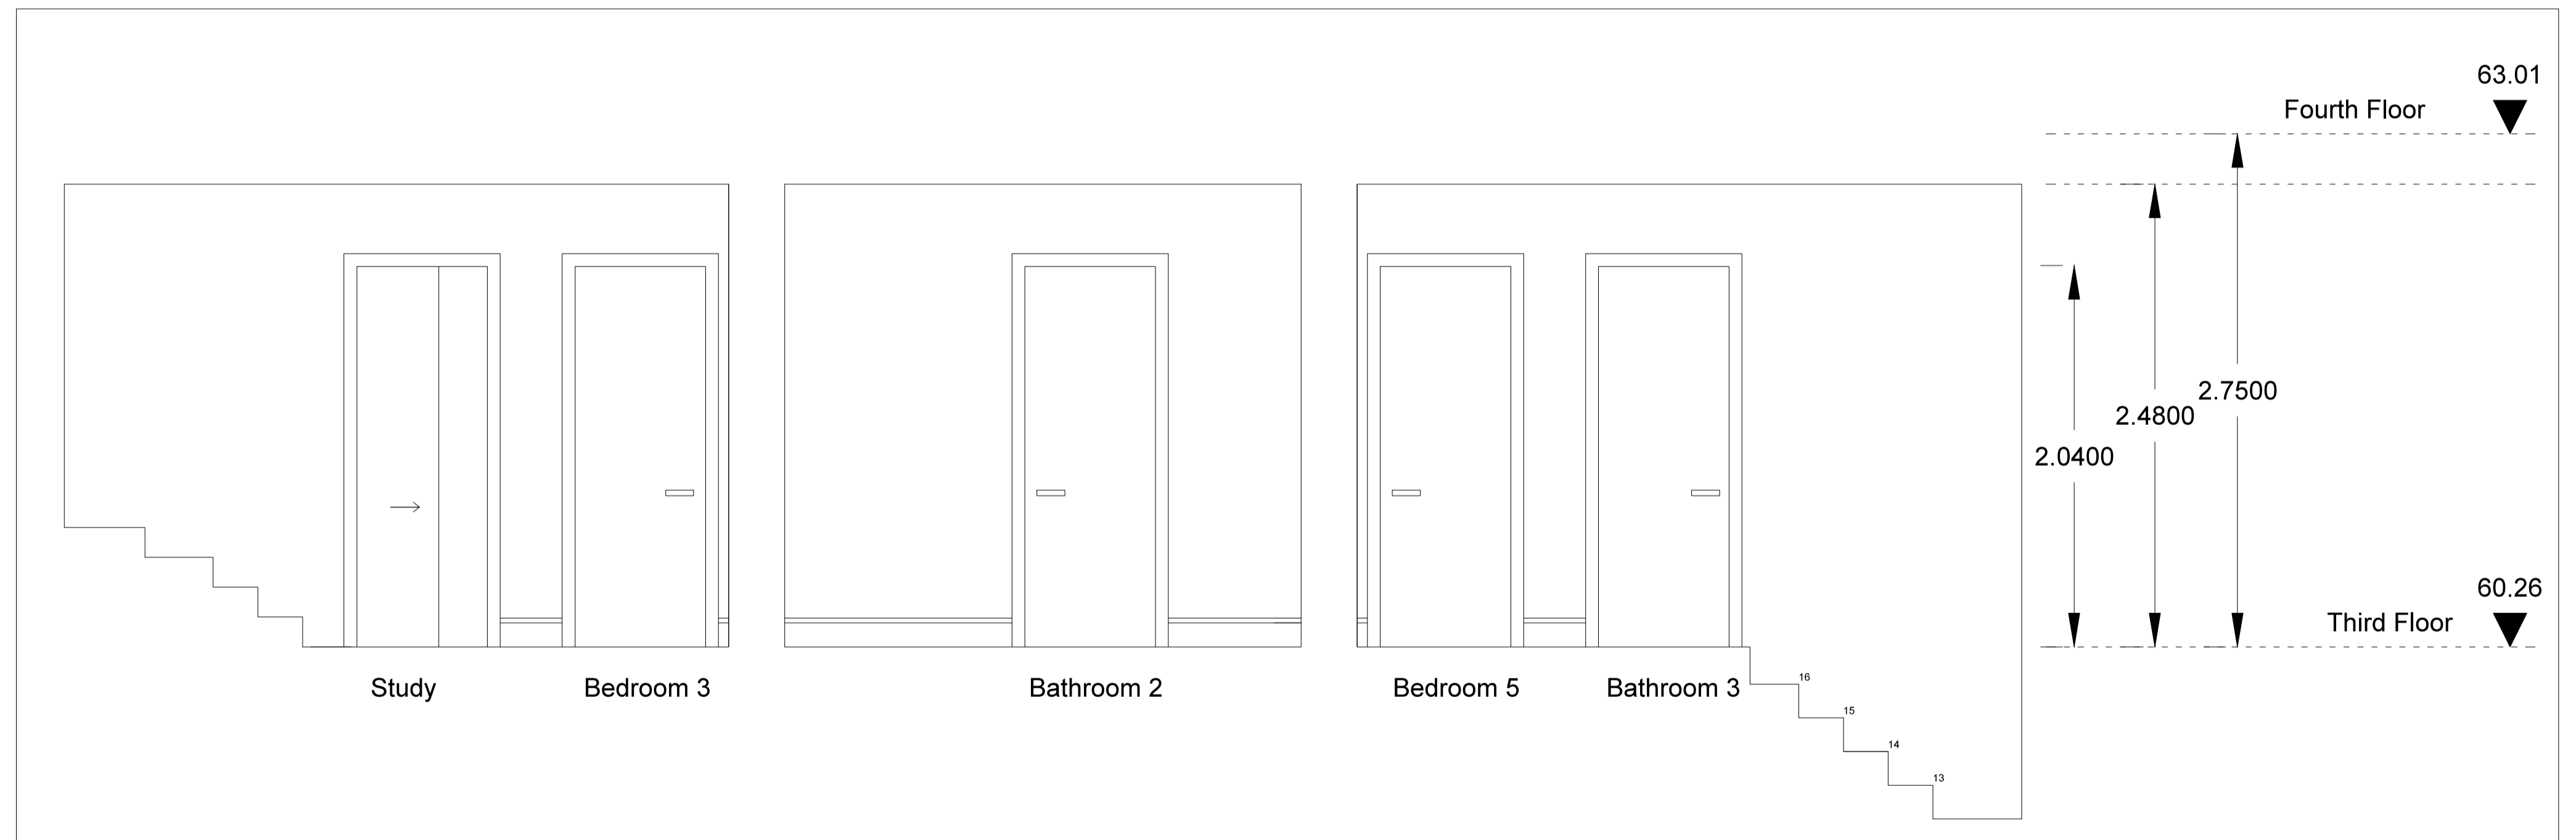 63.01
Fourth Floor
2.7500
2.4800
2.0400
60.26
Third Floor
Study
Bedroom 3
Bathroom 2
Bedroom 5
Bathroom 3
16
15
14
13